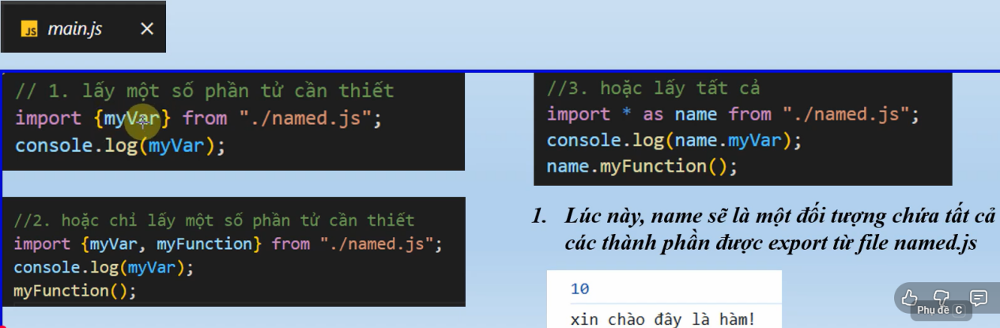 JS main.js ×
// 1. lấy một số phần tử cần thiết
import {myVar} from "./named.js";
console.log(myVar);
//2. hoặc chỉ lấy một số phần tử cần thiết
import {myVar, myFunction} from "./named.js";
console.log(myVar);
myFunction();
//3. hoặc lấy tất cả
import * as name from "./named.js";
console.log(name.myVar);
name.myFunction();
1. Lúc này, name sẽ là một đối tượng chứa tất cả
các thành phần được export từ file named.js
10
xin chào đây là hàm!
Phụ đề C